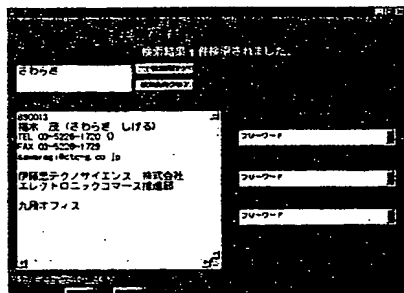 検索結果 1 件検索されました。
さわらぎ
890013
茂 (さわらぎ しげる)
TEL 03-5226-1720
FAX 03-5226-1729
伊藤忠テクノサイエンス 株式会社
エレクトロニックコマース推進部
九段オフィス
フリーワード
フリーワード
フリーワード